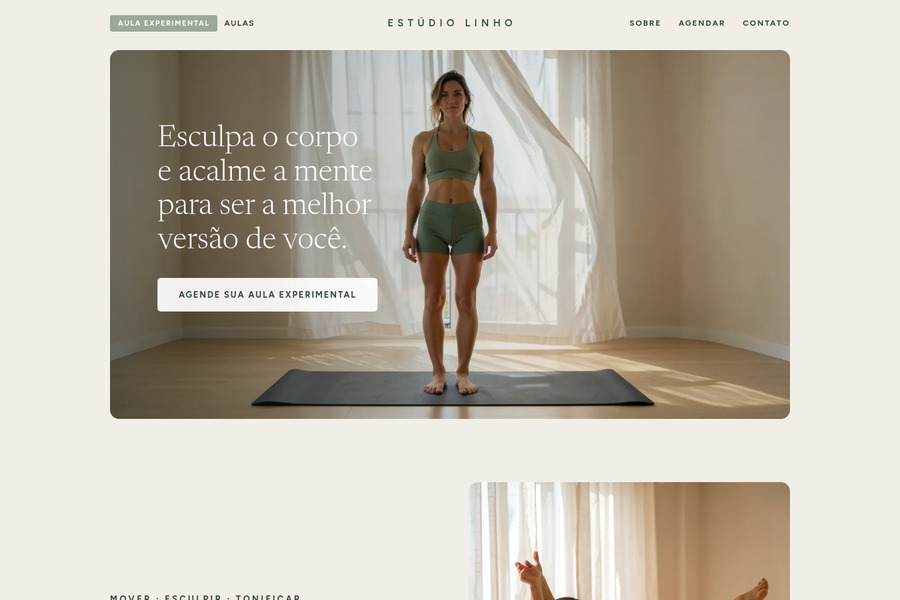 AULA EXPERIMENTAL
AULAS
ESTÚDIO LINHO
SOBRE
AGENDAR
CONTATO
Esculpa o corpo
e acalme a mente
para ser a melhor
versão de você.
AGENDE SUA AULA EXPERIMENTAL
MOVER · ESCULPIR · TONIFICAR